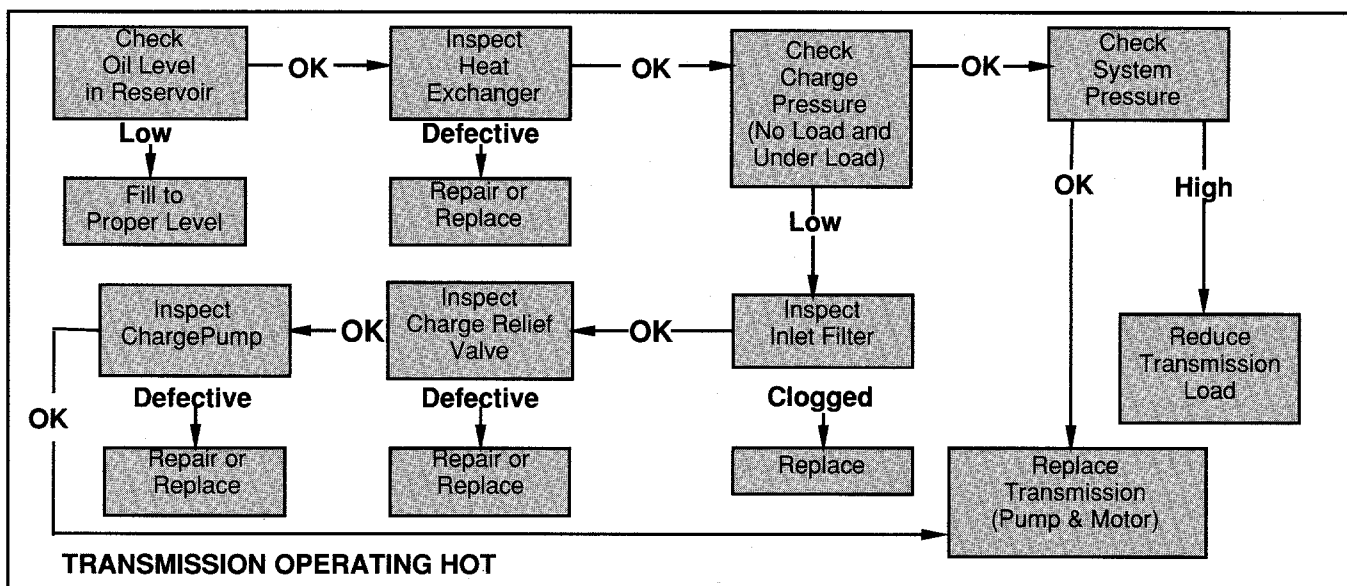 Check
Oil Level
in Reservoir
OK
Inspect
Heat
Exchanger
OK
Check
Charge
Pressure
(No Load and
Under Load)
OK
Check
System
Pressure
Low
Defective
Fill to
Proper Level
Repair or
Replace
Low
OK
High
Inspect
ChargePump
OK
Inspect
Charge Relief
Valve
OK
Inspect
Inlet Filter
Reduce
Transmission
Load
OK
Defective
Defective
Clogged
Repair or
Replace
Repair or
Replace
Replace
Replace
Transmission
(Pump & Motor)
TRANSMISSION OPERATING HOT